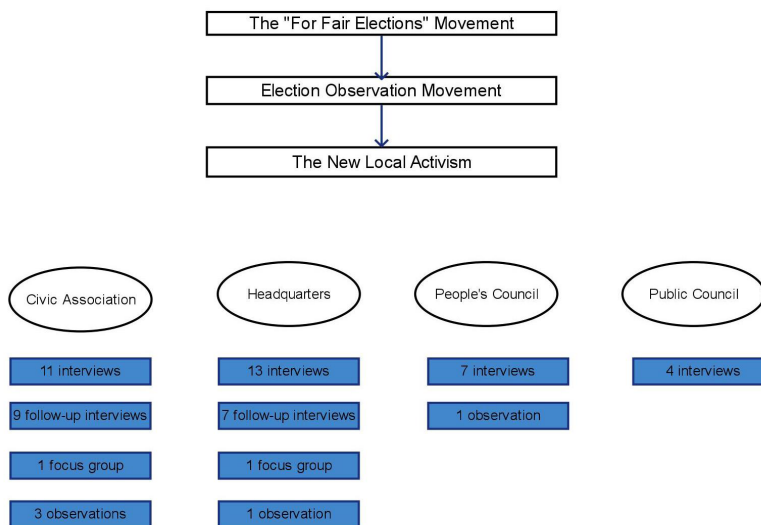 The "For Fair Elections" Movement
Election Observation Movement
The New Local Activism
Civic Association
Headquarters
People's Council
Public Council
11 interviews
13 interviews
7 interviews
4 interviews
9 follow-up interviews
7 follow-up interviews
1 observation
1 focus group
1 focus group
3 observations
1 observation